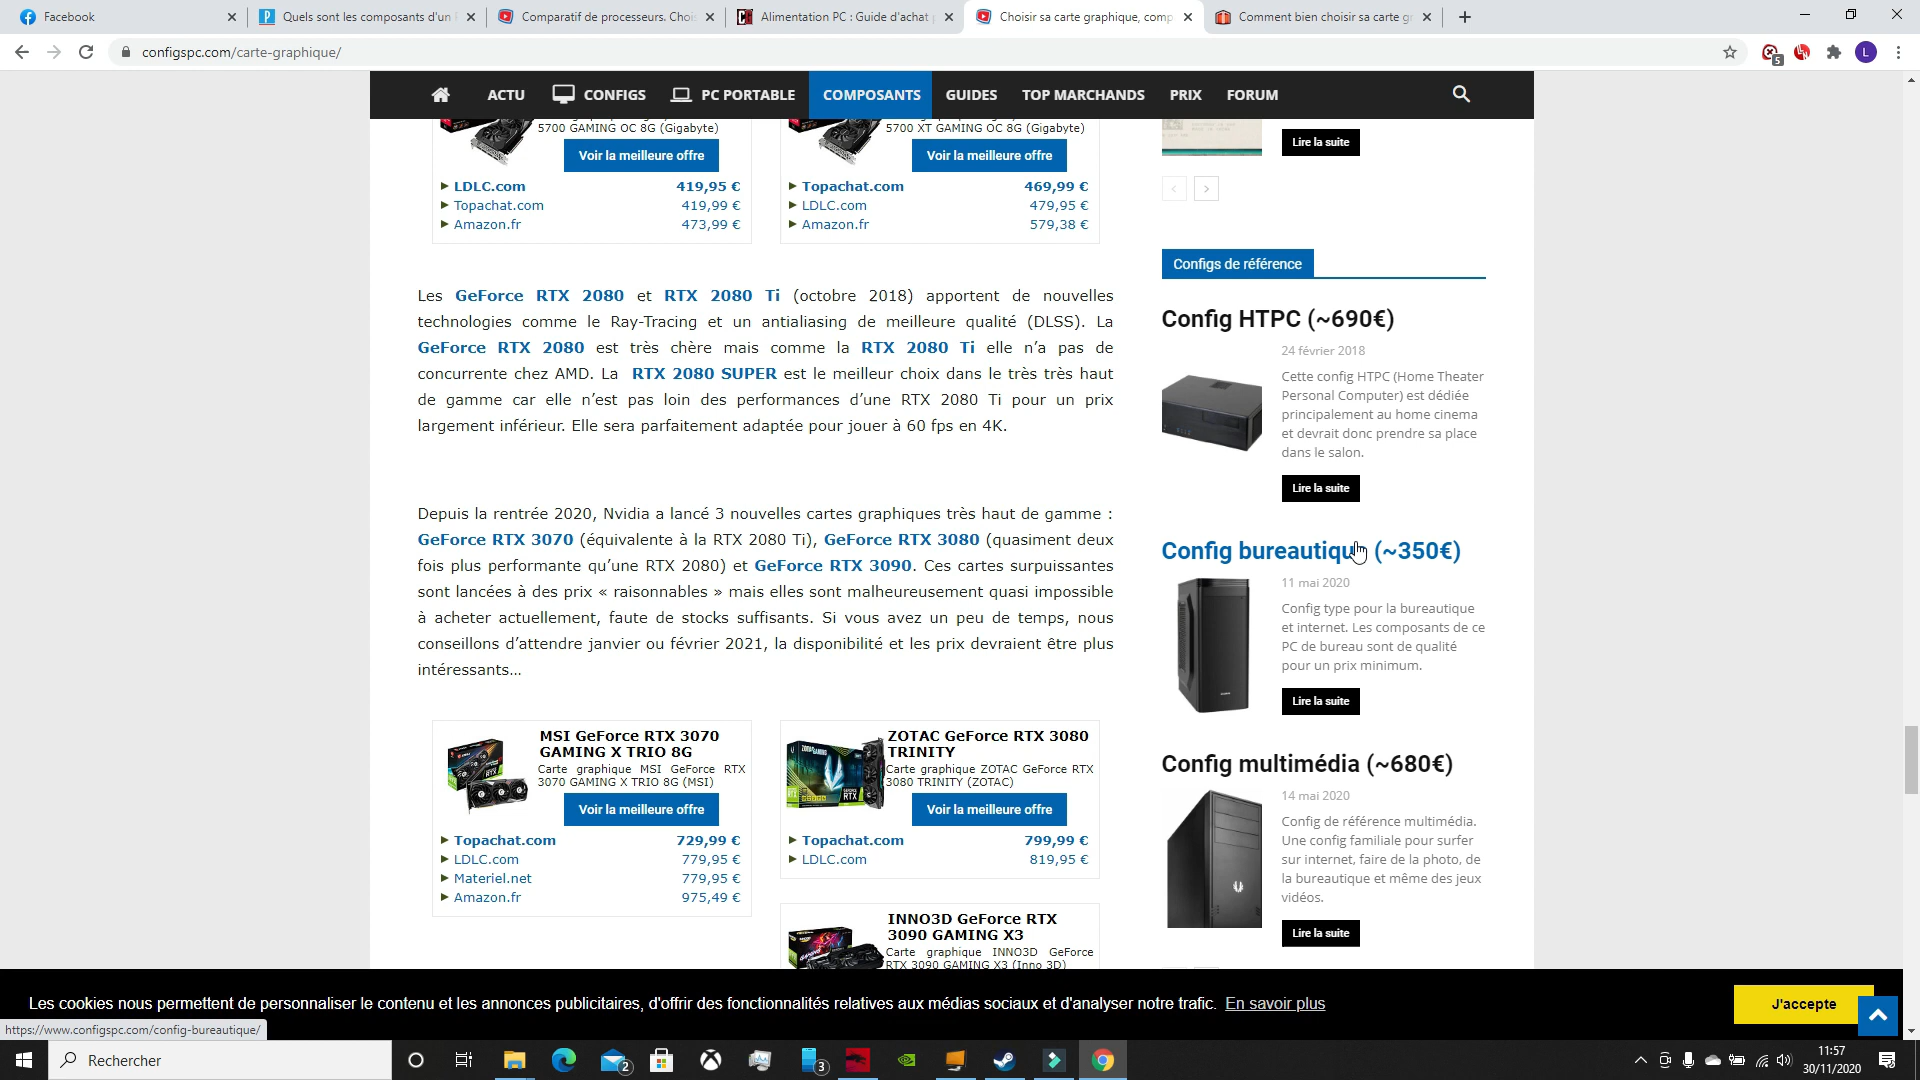 Facebook
Quels sont les composants d'un
Comparatif de processeurs. Choi
Alimentation PC : Guide d'achat
Choisir sa carte graphique, comp
Comment bien choisir sa carte gr
configspc.com/carte-graphique/
5
L
ACTU
CONFIGS
PC PORTABLE
COMPOSANTS
GUIDES
TOP MARCHANDS
PRIX
FORUM
5700 GAMING OC 8G (Gigabyte)
Voir la meilleure offre
LDLC.com 419,95 €
Topachat.com 419,99 €
Amazon.fr 473,99 €
5700 XT GAMING OC 8G (Gigabyte)
Voir la meilleure offre
Topachat.com 469,99 €
LDLC.com 479,95 €
Amazon.fr 579,38 €
Les GeForce RTX 2080 et RTX 2080 Ti (octobre 2018) apportent de nouvelles
technologies comme le Ray-Tracing et un antialiasing de meilleure qualité (DLSS). La
GeForce RTX 2080 est très chère mais comme la RTX 2080 Ti elle n'a pas de
concurrente chez AMD. La RTX 2080 SUPER est le meilleur choix dans le très très haut
de gamme car elle n'est pas loin des performances d'une RTX 2080 Ti pour un prix
largement inférieur. Elle sera parfaitement adaptée pour jouer à 60 fps en 4K.
Depuis la rentrée 2020, Nvidia a lancé 3 nouvelles cartes graphiques très haut de gamme :
GeForce RTX 3070 (équivalente à la RTX 2080 Ti), GeForce RTX 3080 (quasiment deux
fois plus performante qu'une RTX 2080) et GeForce RTX 3090. Ces cartes surpuissantes
sont lancées à des prix « raisonnables » mais elles sont malheureusement quasi impossible
à acheter actuellement, faute de stocks suffisants. Si vous avez un peu de temps, nous
conseillons d'attendre janvier ou février 2021, la disponibilité et les prix devraient être plus
intéressants…
MSI GeForce RTX 3070
GAMING X TRIO 8G
Carte graphique MSI GeForce RTX
3070 GAMING X TRIO 8G (MSI)
Voir la meilleure offre
Topachat.com 729,99 €
LDLC.com 779,95 €
Materiel.net 779,95 €
Amazon.fr 975,49 €
ZOTAC GeForce RTX 3080
TRINITY
Carte graphique ZOTAC GeForce RTX
3080 TRINITY (ZOTAC)
Voir la meilleure offre
Topachat.com 799,99 €
LDLC.com 819,95 €
INNO3D GeForce RTX
3090 GAMING X3
Carte graphique INNO3D GeForce
RTX 3090 GAMING X3 (Inno 3D)
Lire la suite
Configs de référence
Config HTPC (~690€)
24 février 2018
Cette config HTPC (Home Theater
Personal Computer) est dédiée
principalement au home cinema
et devrait donc prendre sa place
dans le salon.
Lire la suite
Config bureautique (~350€)
11 mai 2020
Config type pour la bureautique
et internet. Les composants de ce
PC de bureau sont de qualité
pour un prix minimum.
Lire la suite
Config multimédia (~680€)
14 mai 2020
Config de référence multimédia.
Une config familiale pour surfer
sur internet, faire de la photo, de
la bureautique et même des jeux
vidéos.
Lire la suite
Les cookies nous permettent de personnaliser le contenu et les annonces publicitaires, d'offrir des fonctionnalités relatives aux médias sociaux et d'analyser notre trafic. En savoir plus
J'accepte
https://www.configspc.com/config-bureautique/
Rechercher
2
3
11:57
30/11/2020